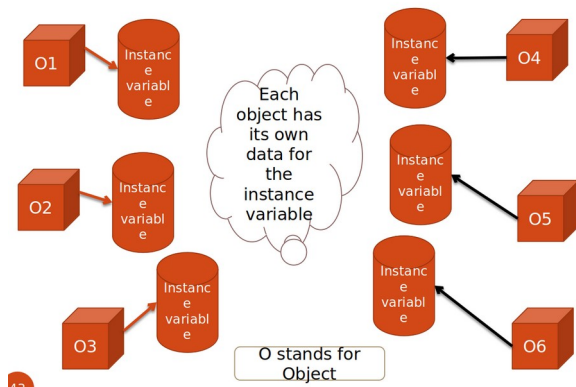 O1
Instanc
e
variabl
e
O2
Instanc
e
variabl
e
O3
Instanc
e
variabl
e
Each
object has
its own
data for
the
instance
variable
Instanc
e
variabl
e
O4
Instanc
e
variabl
e
O5
Instanc
e
variabl
e
O6
O stands for
Object